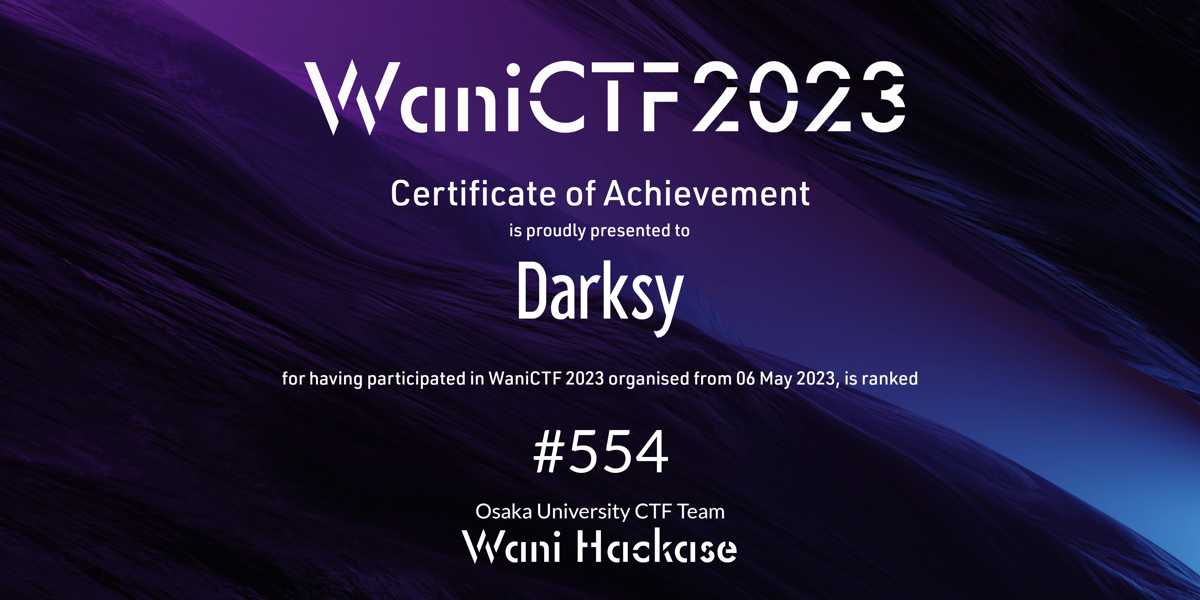 WaniCTF2023
Certificate of Achievement
is proudly presented to
Darksy
for having participated in WaniCTF 2023 organised from 06 May 2023, is ranked
#554
Osaka University CTF Team
Wani Hackase